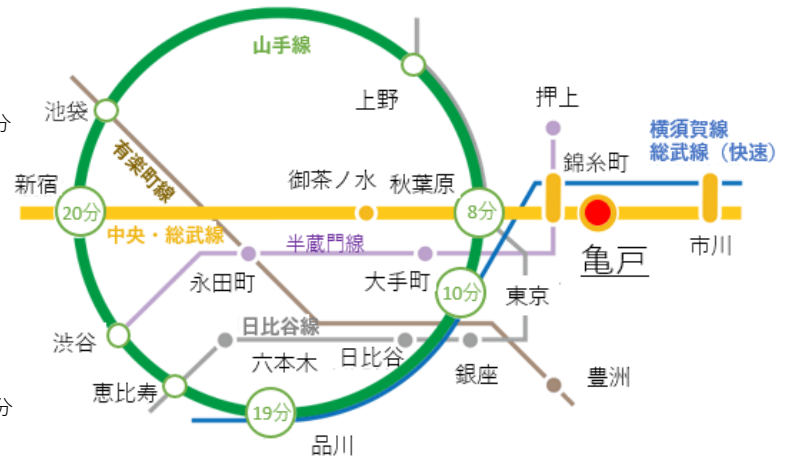 山手線
上野
押上
池袋
分
有楽町線
横須賀線
総武線（快速）
錦糸町
新宿
御茶ノ水
秋葉原
20分
8分
中央・総武線
半蔵門線
亀戸
市川
永田町
大手町
10分
東京
日比谷線
渋谷
六本木
日比谷
銀座
豊洲
恵比寿
分
19分
品川